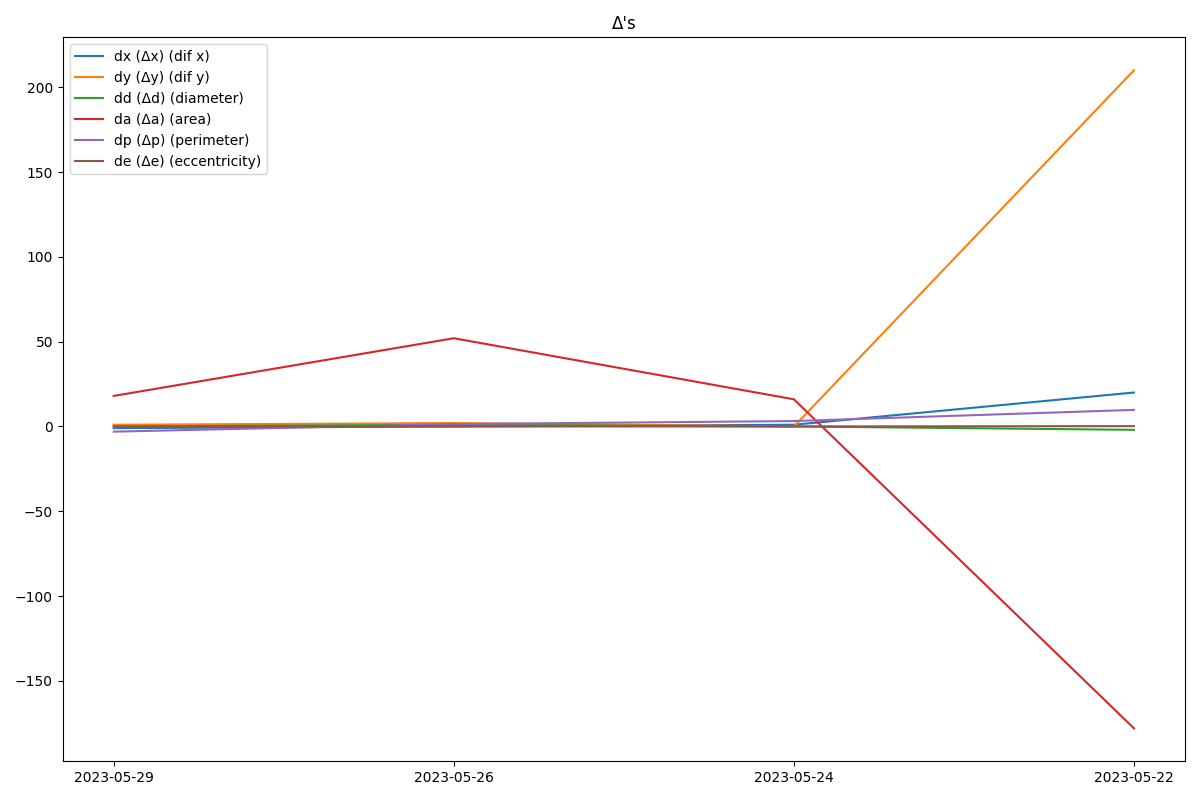 Δ's
dx (Δx) (dif x)
dy (Δy) (dif y)
dd (Δd) (diameter)
da (Δa) (area)
dp (Δp) (perimeter)
de (Δe) (eccentricity)
200
150
100
50
0
−50
−100
−150
2023-05-29
2023-05-26
2023-05-24
2023-05-22